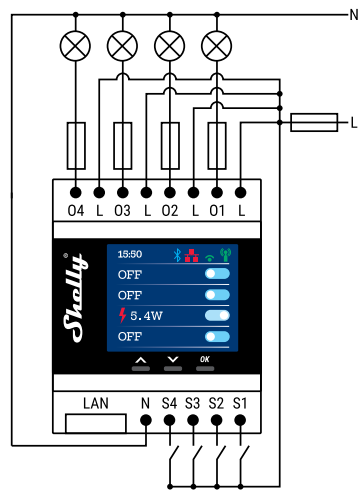 N
L
O4 L O3 L O2 L O1 L
Shelly
®
15:50
OFF
OFF
5.4W
OFF
OK
LAN N S4 S3 S2 S1